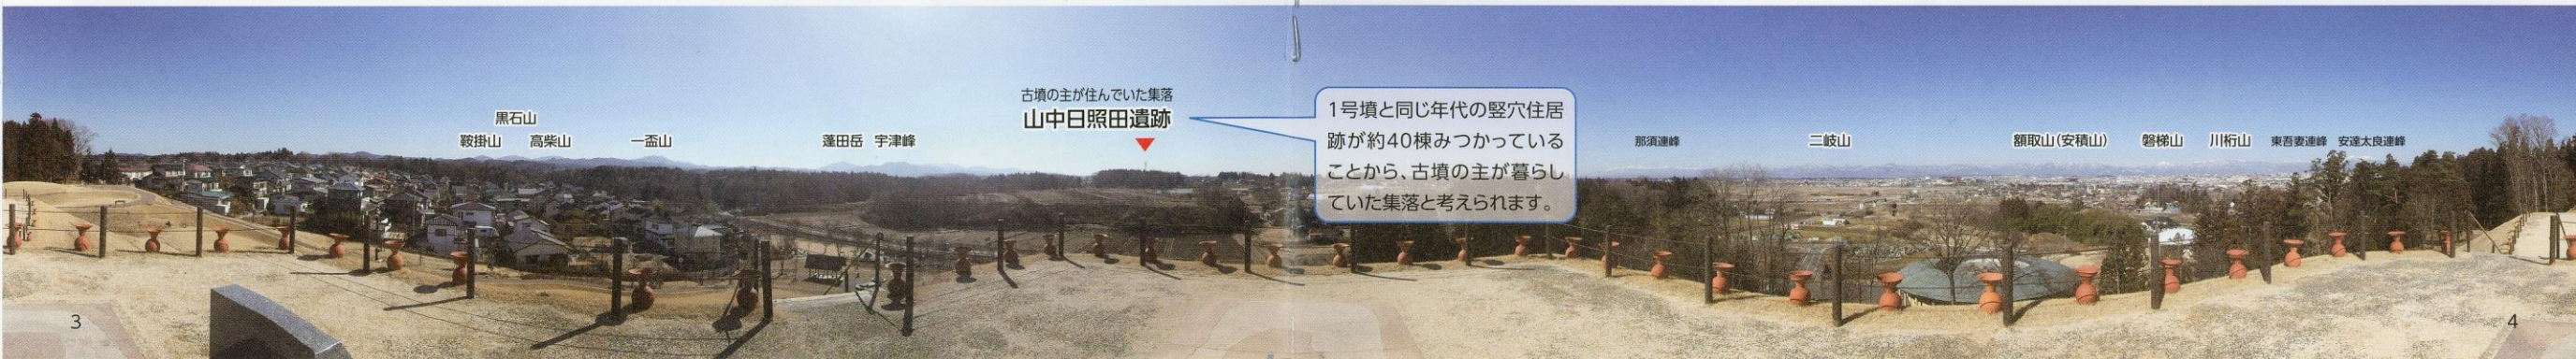 黒石山
鞍掛山
高柴山
一盃山
蓬田岳
宇津峰
古墳の主が住んでいた集落
山中日照田遺跡
1号墳と同じ年代の竪穴住居
跡が約40棟みつかっている
ことから、古墳の主が暮らし
ていた集落と考えられます。
那須連峰
二岐山
額取山(安積山)
磐梯山
川桁山
東吾妻連峰
安達太良連峰
3
4